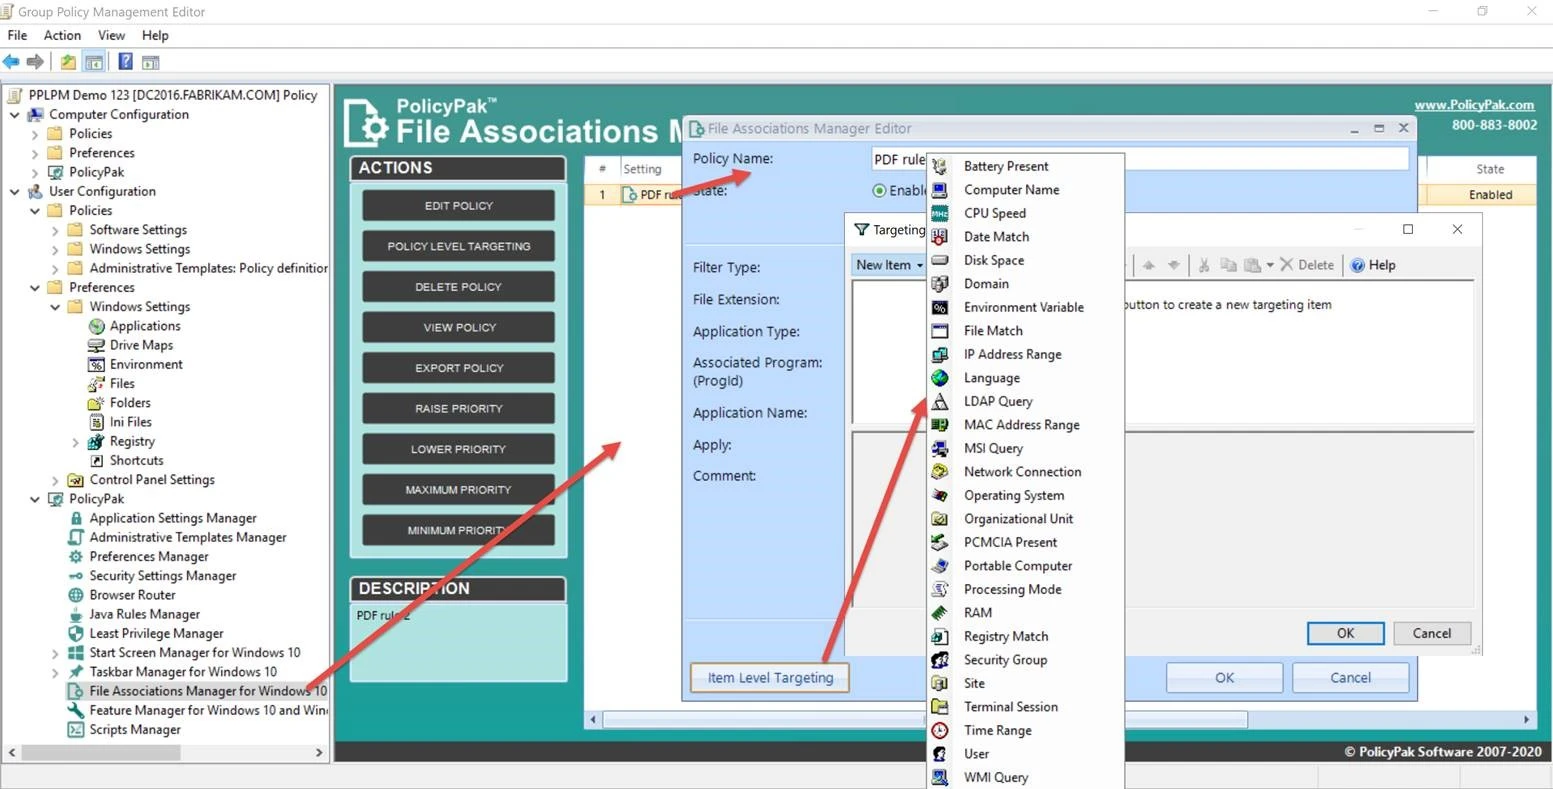 Group Policy Management Editor
File Action View Help
PPLPM Demo 123 [DC2016.FABRIKAM.COM] Policy
Computer Configuration
Policies
Preferences
PolicyPak
User Configuration
Policies
Software Settings
Windows Settings
Administrative Templates: Policy definitior
Preferences
Windows Settings
Applications
Drive Maps
Environment
Files
Folders
Ini Files
Registry
Shortcuts
Control Panel Settings
PolicyPak
Application Settings Manager
Administrative Templates Manager
Preferences Manager
Security Settings Manager
Browser Router
Java Rules Manager
Least Privilege Manager
Start Screen Manager for Windows 10
Taskbar Manager for Windows 10
File Associations Manager for Windows 10
Feature Manager for Windows 10 and Win
Scripts Manager
PolicyPak™
File Associations M
www.PolicyPak.com
800-883-8002
ACTIONS
EDIT POLICY
POLICY LEVEL TARGETING
DELETE POLICY
VIEW POLICY
EXPORT POLICY
RAISE PRIORITY
LOWER PRIORITY
MAXIMUM PRIORITY
MINIMUM PRIORITY
DESCRIPTION
PDF rule 2
# Setting State
1 PDF ru Enabled
File Associations Manager Editor
Policy Name: PDF rule
State: Enabl
Filter Type:
File Extension:
Application Type:
Associated Program:
(ProgId)
Application Name:
Apply:
Comment:
Item Level Targeting
OK Cancel
Targeting
New Item Delete Help
button to create a new targeting item
OK Cancel
Battery Present
Computer Name
CPU Speed
Date Match
Disk Space
Domain
Environment Variable
File Match
IP Address Range
Language
LDAP Query
MAC Address Range
MSI Query
Network Connection
Operating System
Organizational Unit
PCMCIA Present
Portable Computer
Processing Mode
RAM
Registry Match
Security Group
Site
Terminal Session
Time Range
User
WMI Query
© PolicyPak Software 2007-2020